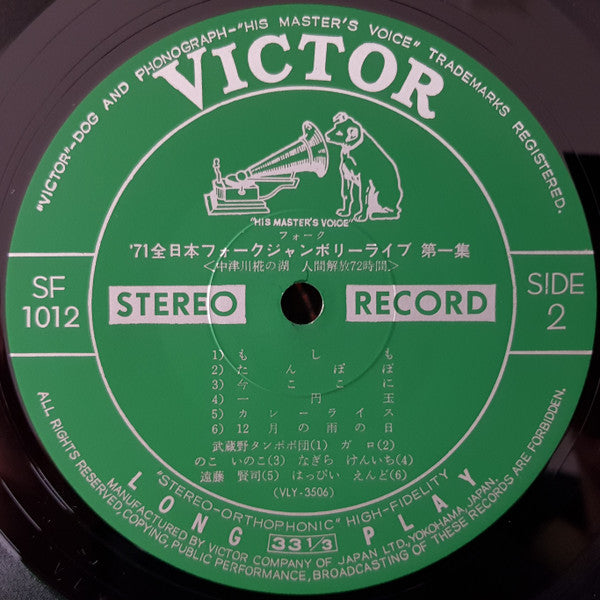 "VICTOR"-DOG AND PHONOGRAPH-"HIS MASTER'S VOICE" TRADEMARKS REGISTERED.
VICTOR
"HIS MASTER'S VOICE"
フォーク
'71全日本フォークジャンボリーライブ 第一集
<中津川椛の湖 人間解放72時間>
SF
1012
STEREO
RECORD
SIDE
2
1) もしも
2) たんぽぽ
3) 今ここに
4) 一円玉
5) カレーライス
6) 12月の雨の日
武蔵野タンポポ団(1) ガロ(2)
のこ いのこ(3) なぎら けんいち(4)
遠藤 賢司(5) はっぴい えんど(6)
(VLY-3506)
"STEREO-ORTHOPHONIC" HIGH-FIDELITY
LONG PLAY
33 1/3
MANUFACTURED BY VICTOR COMPANY OF JAPAN LTD., YOKOHAMA JAPAN.
ALL RIGHTS RESERVED, COPYING, PUBLIC PERFORMANCE, BROADCASTING OF THESE RECORDS ARE FORBIDDEN.